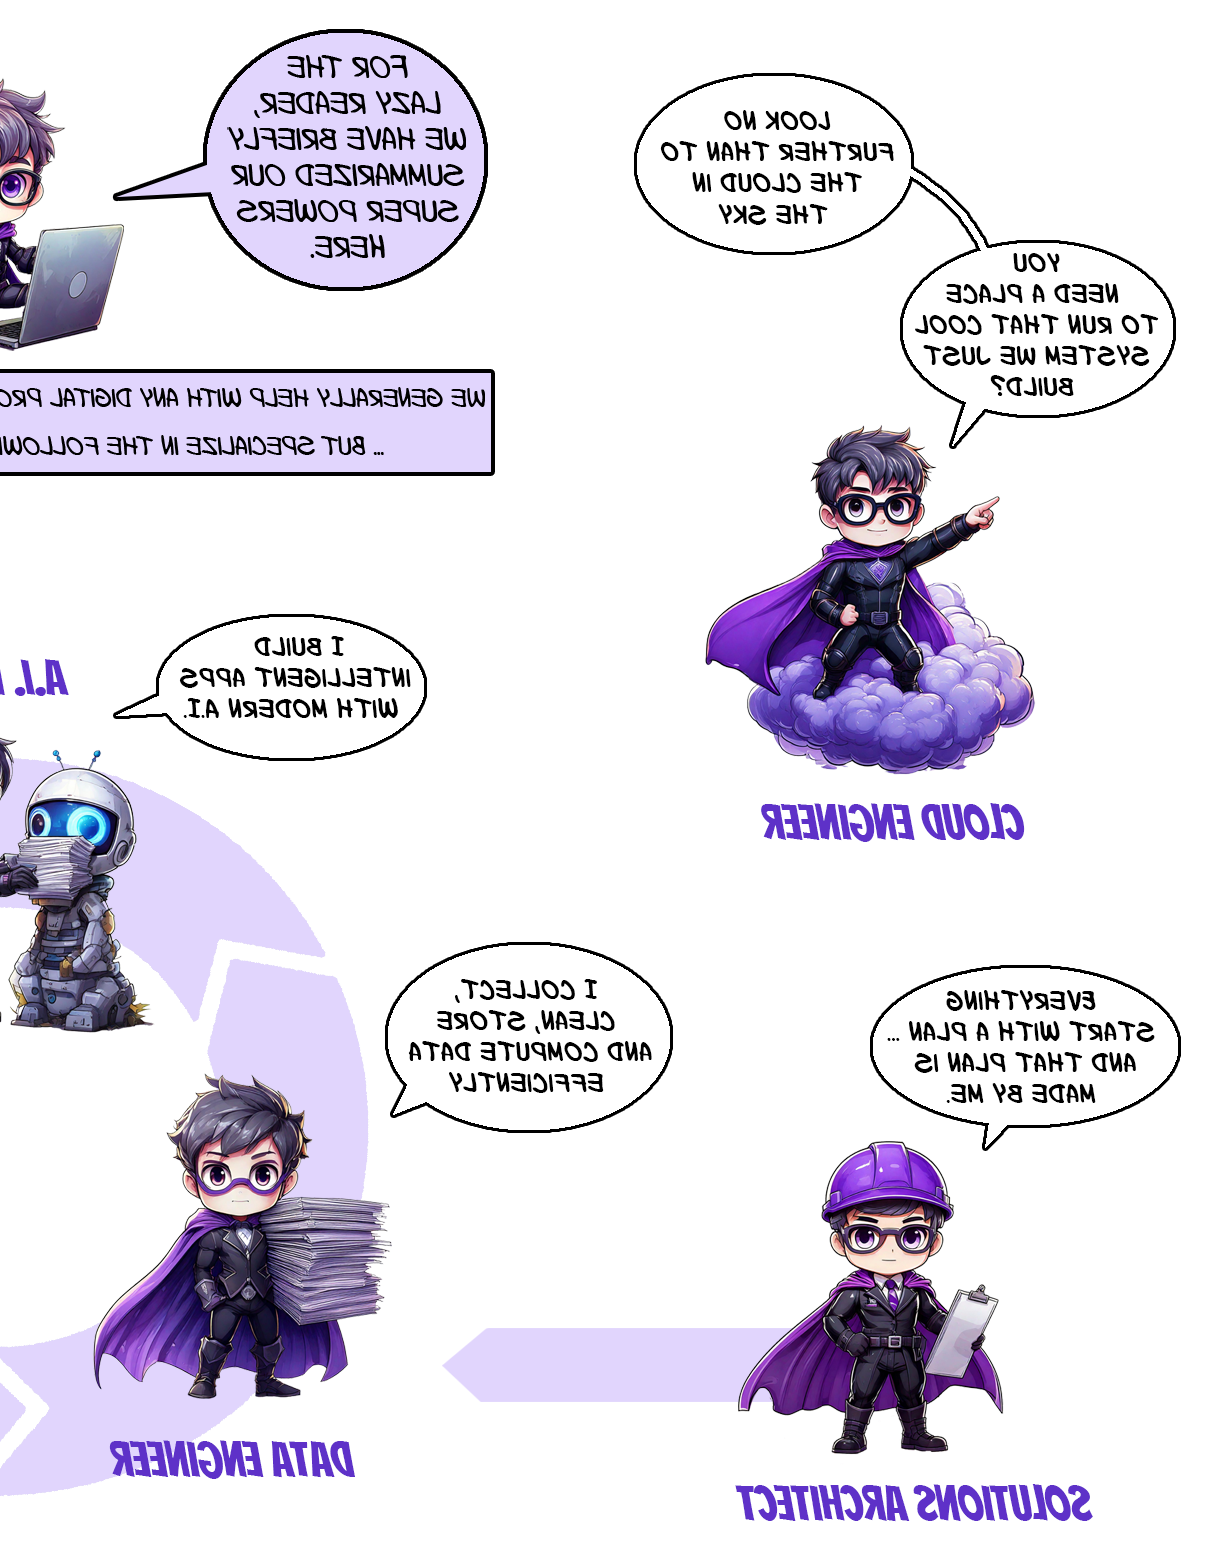 FOR THE
LAZY READER,
WE HAVE BRIEFLY
SUMMARIZED OUR
SUPER POWERS
HERE.
LOOK NO
FURTHER THAN TO
THE CLOUD IN
THE SKY
YOU
NEED A PLACE
TO RUN THAT COOL
SYSTEM WE JUST
BUILD?
WE GENERALLY HELP WITH ANY DIGITAL
... BUT SPECIALIZE IN THE
CLOUD ENGINEER
I BUILD
INTELLIGENT APPS
WITH MODERN A.I.
A.I.
I COLLECT,
CLEAN, STORE
AND COMPUTE DATA
EFFICIENTLY
DATA ENGINEER
EVERYTHING
START WITH A PLAN ...
AND THAT PLAN IS
MADE BY ME.
SOLUTIONS ARCHITECT